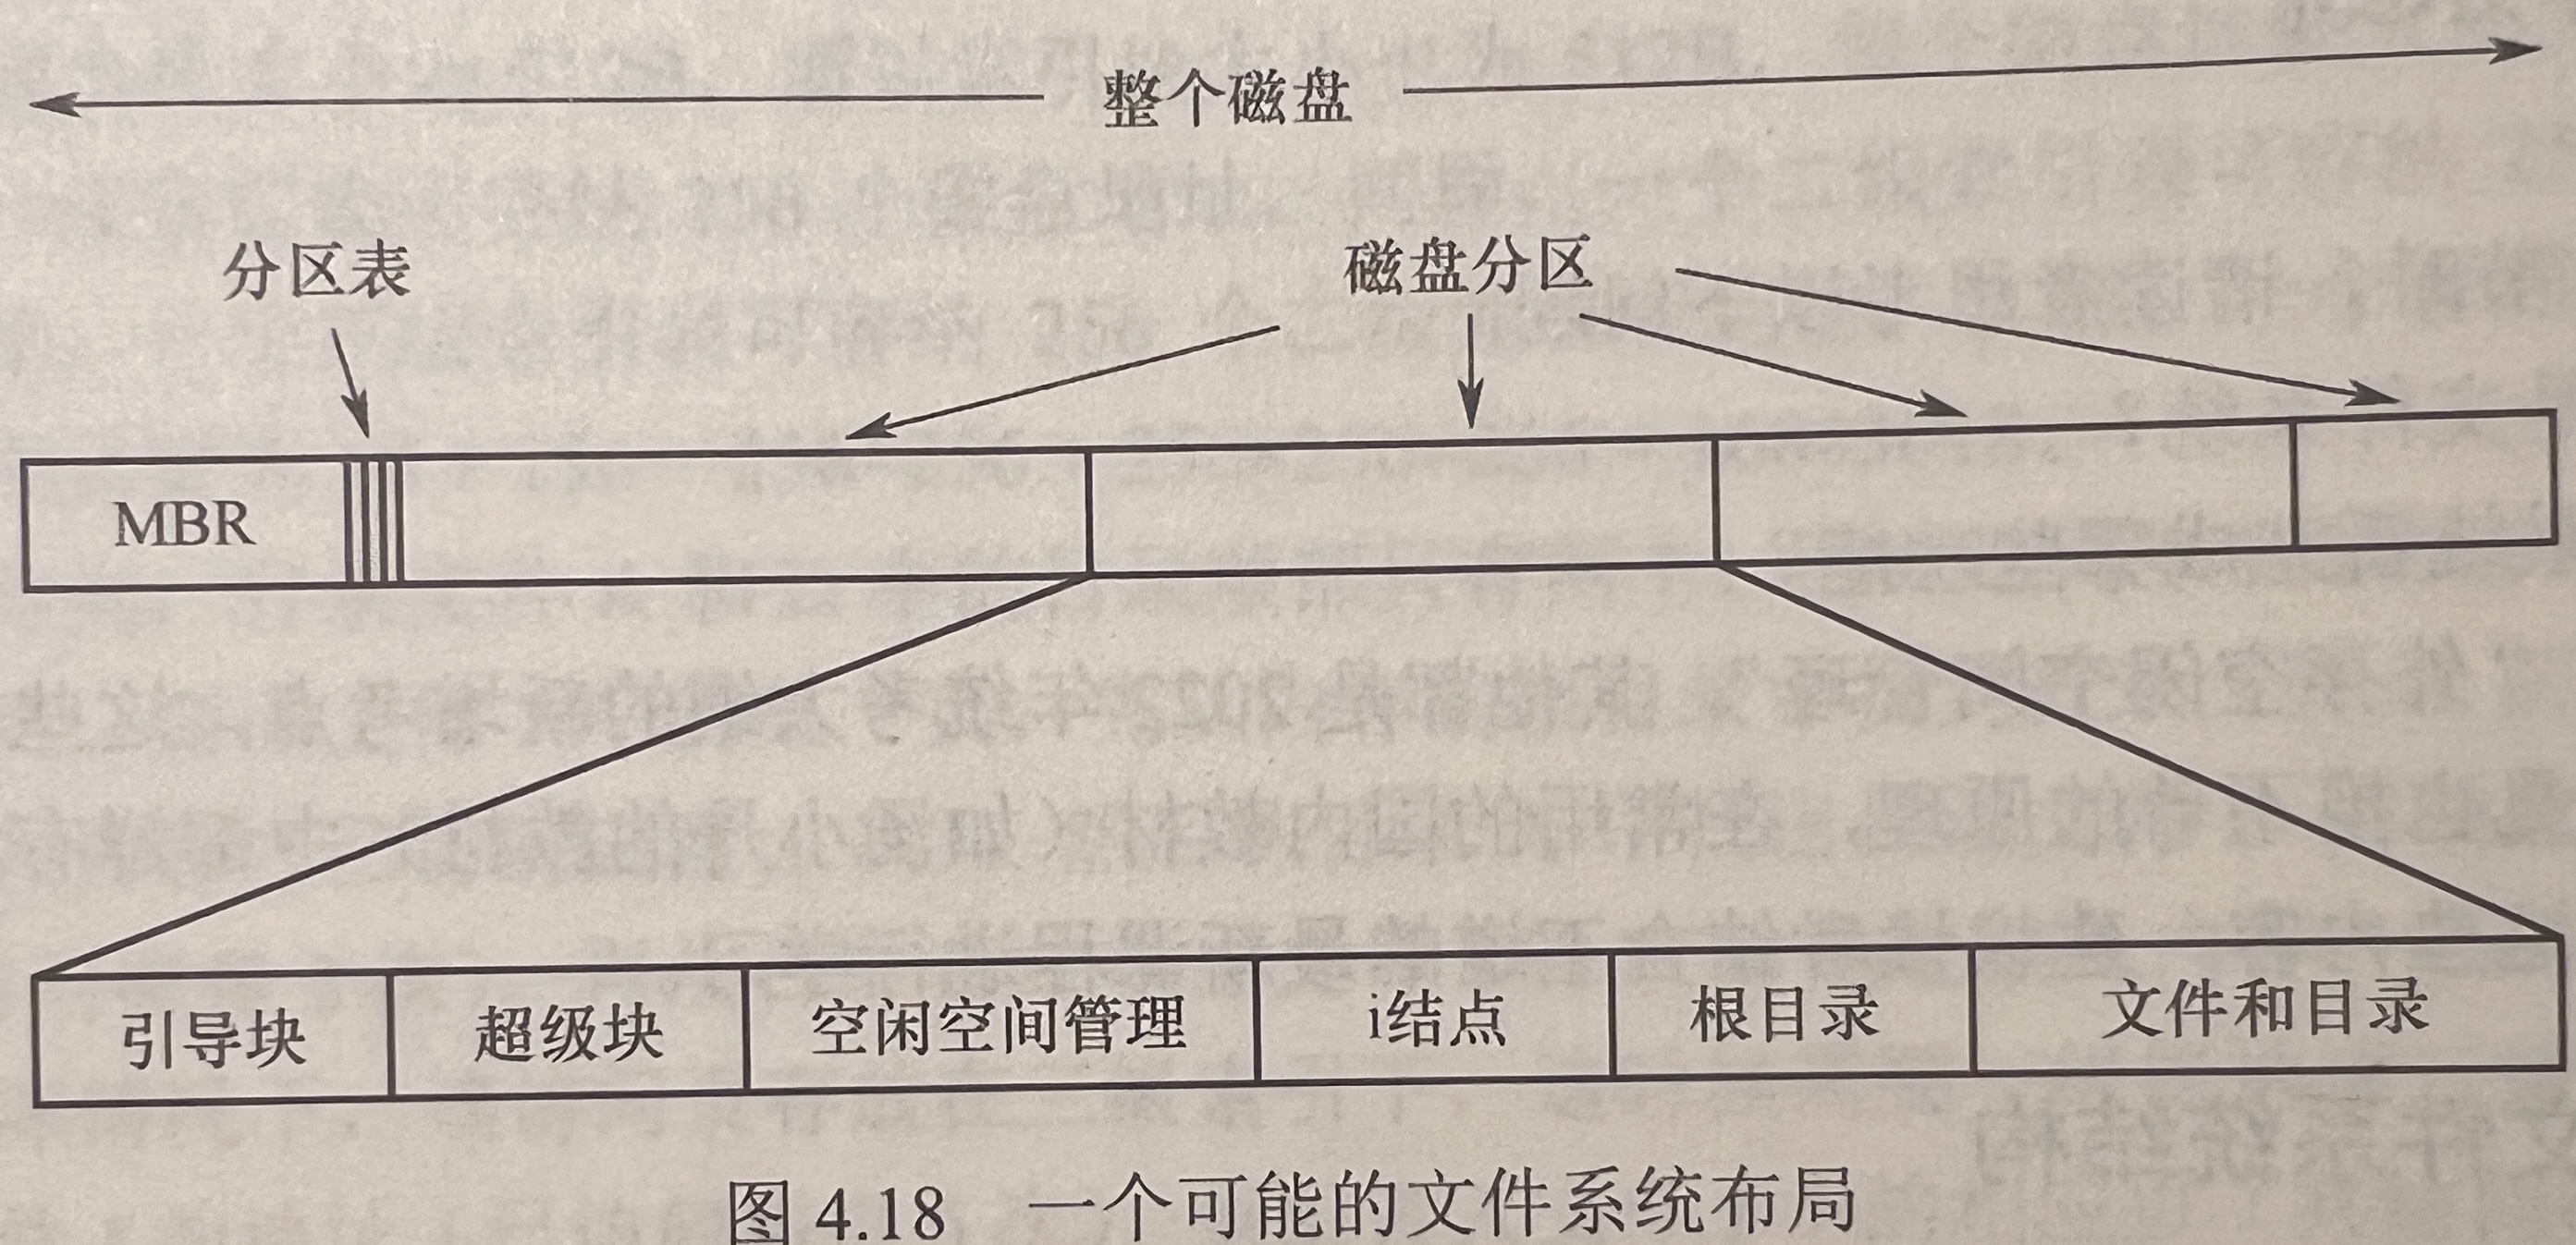 整个磁盘
分区表
磁盘分区
MBR
引导块
超级块
空闲空间管理
i结点
根目录
文件和目录
图 4.18 一个可能的文件系统布局